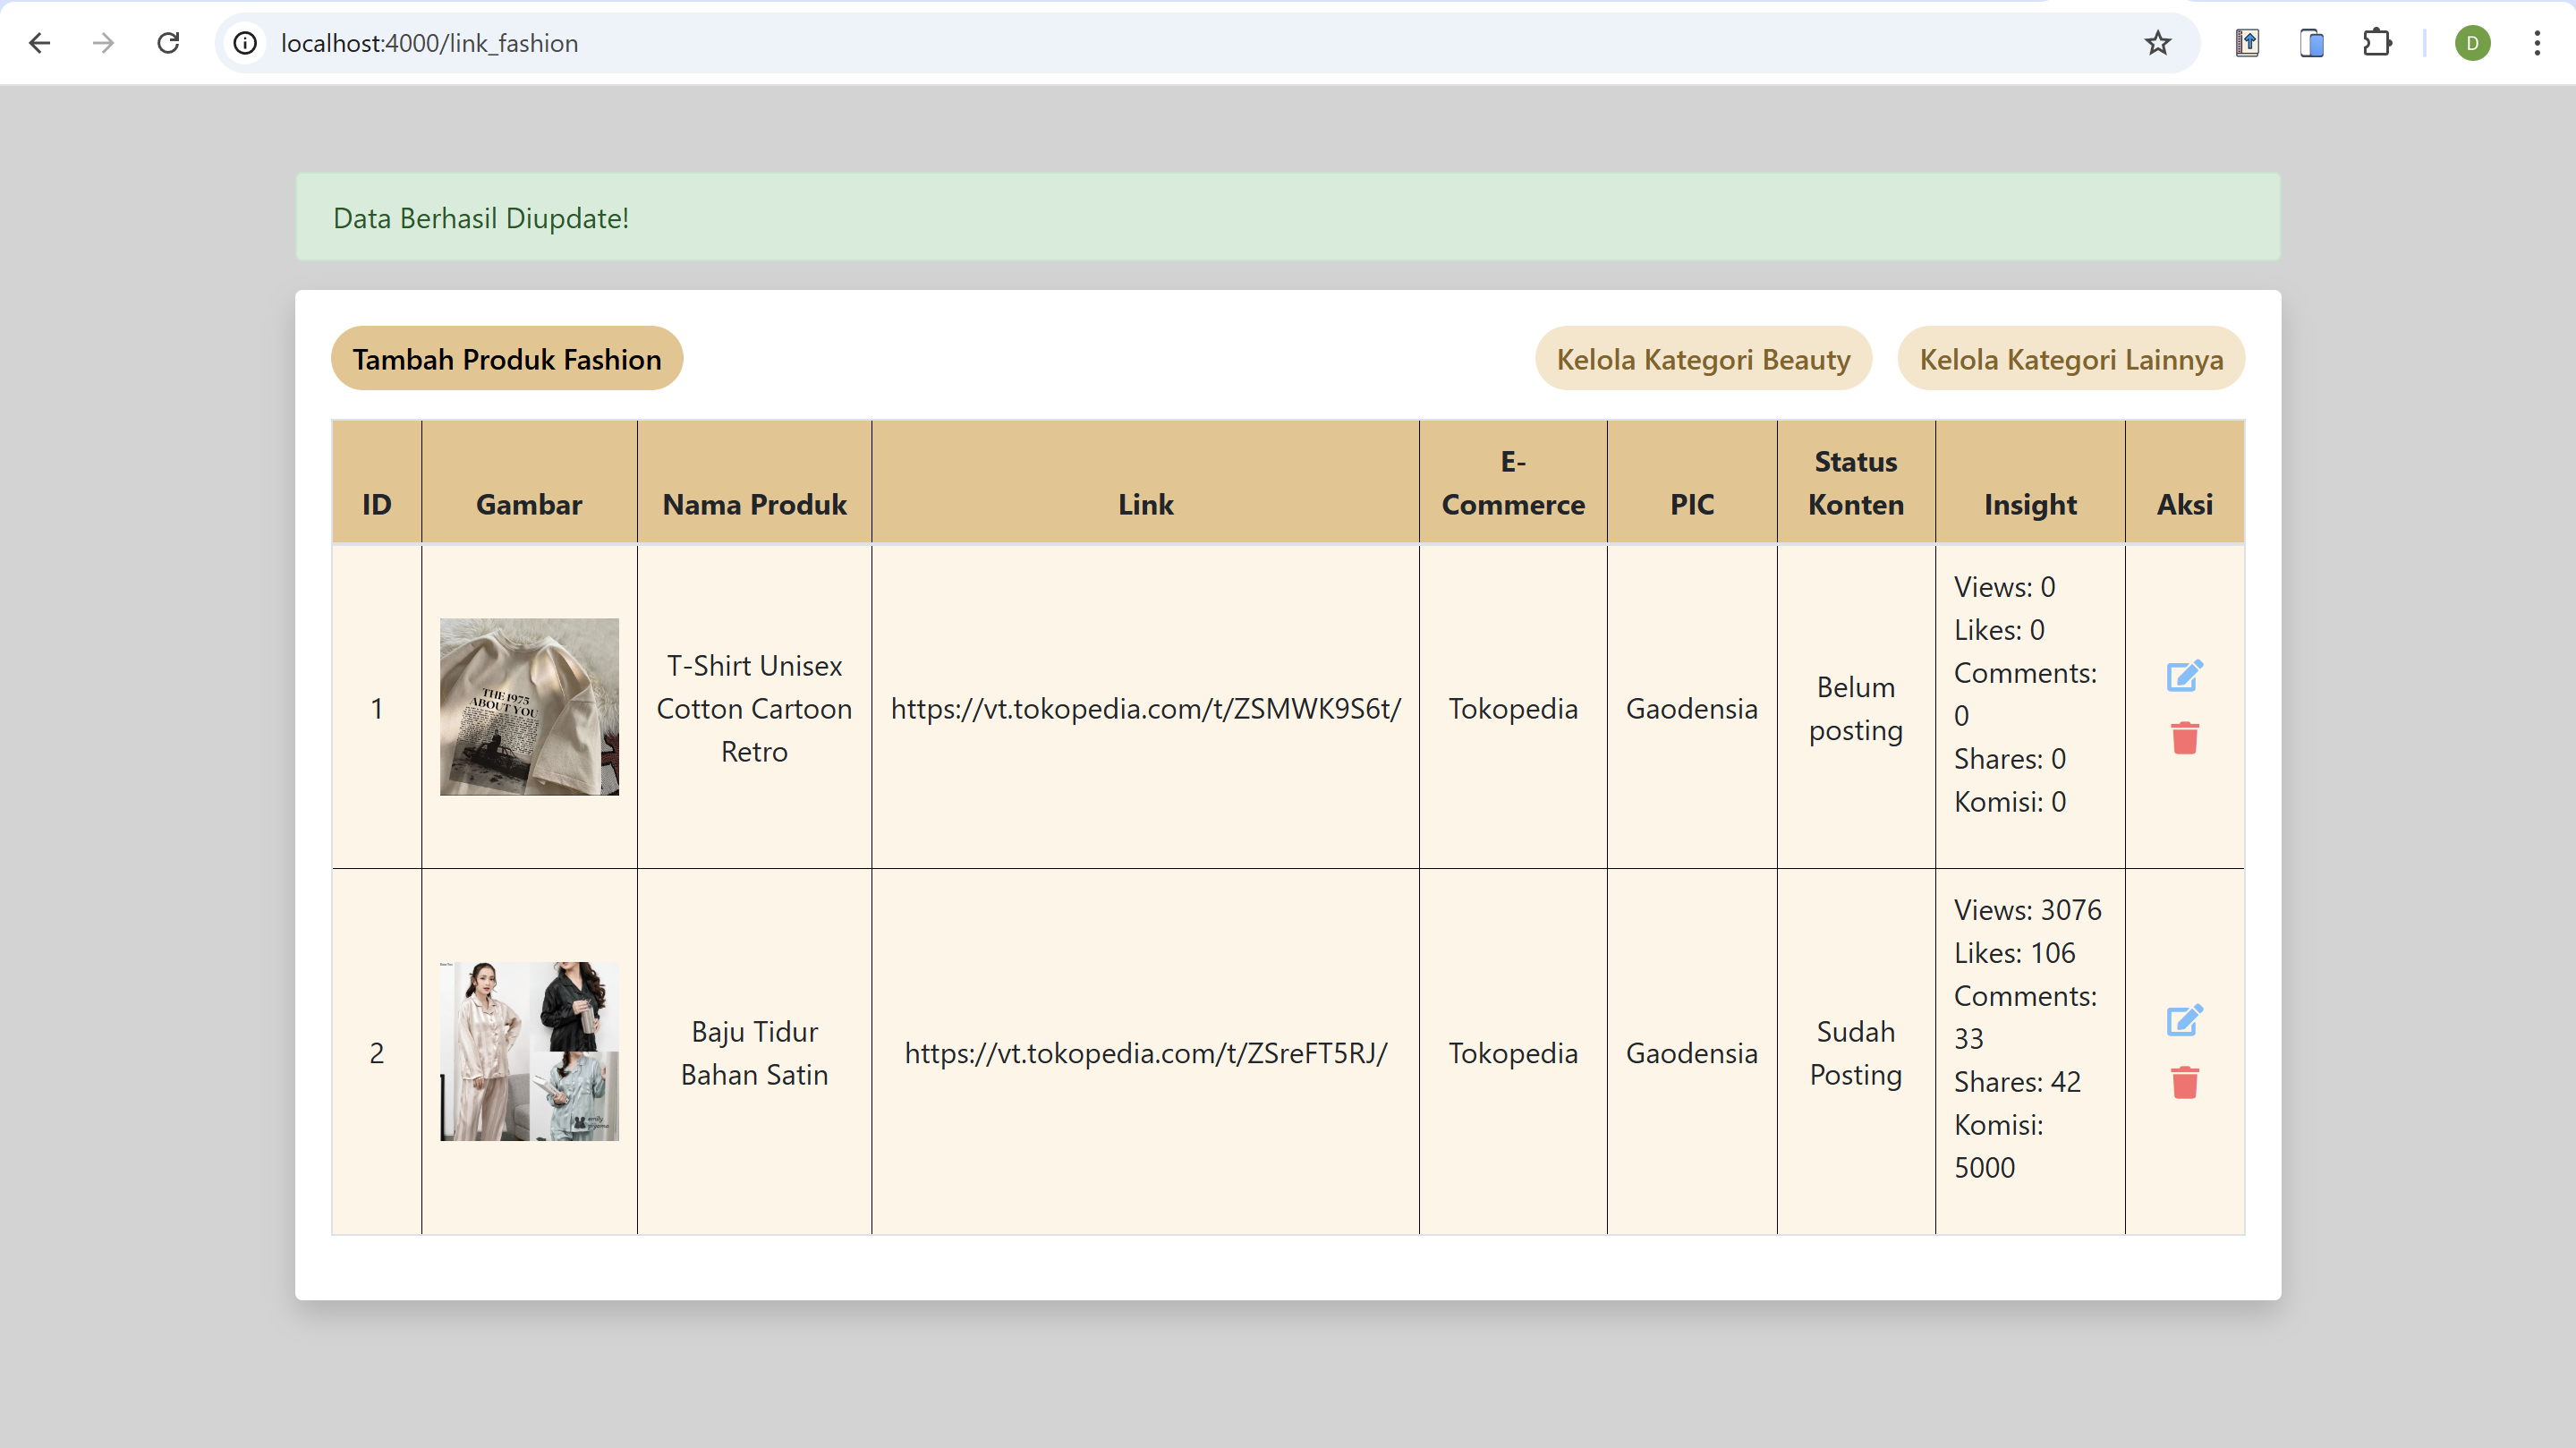 localhost:4000/link_fashion
D
Data Berhasil Diupdate!
Tambah Produk Fashion
Kelola Kategori Beauty
Kelola Kategori Lainnya
ID
Gambar
Nama Produk
Link
E-
Commerce
PIC
Status
Konten
Insight
Aksi
1
THE 1975
ABOUT YOU
T-Shirt Unisex
Cotton Cartoon
Retro
https://vt.tokopedia.com/t/ZSMWK9S6t/
Tokopedia
Gaodensia
Belum
posting
Views: 0
Likes: 0
Comments:
0
Shares: 0
Komisi: 0
2
Baju Tidur
Bahan Satin
https://vt.tokopedia.com/t/ZSreFT5RJ/
Tokopedia
Gaodensia
Sudah
Posting
Views: 3076
Likes: 106
Comments:
33
Shares: 42
Komisi:
5000